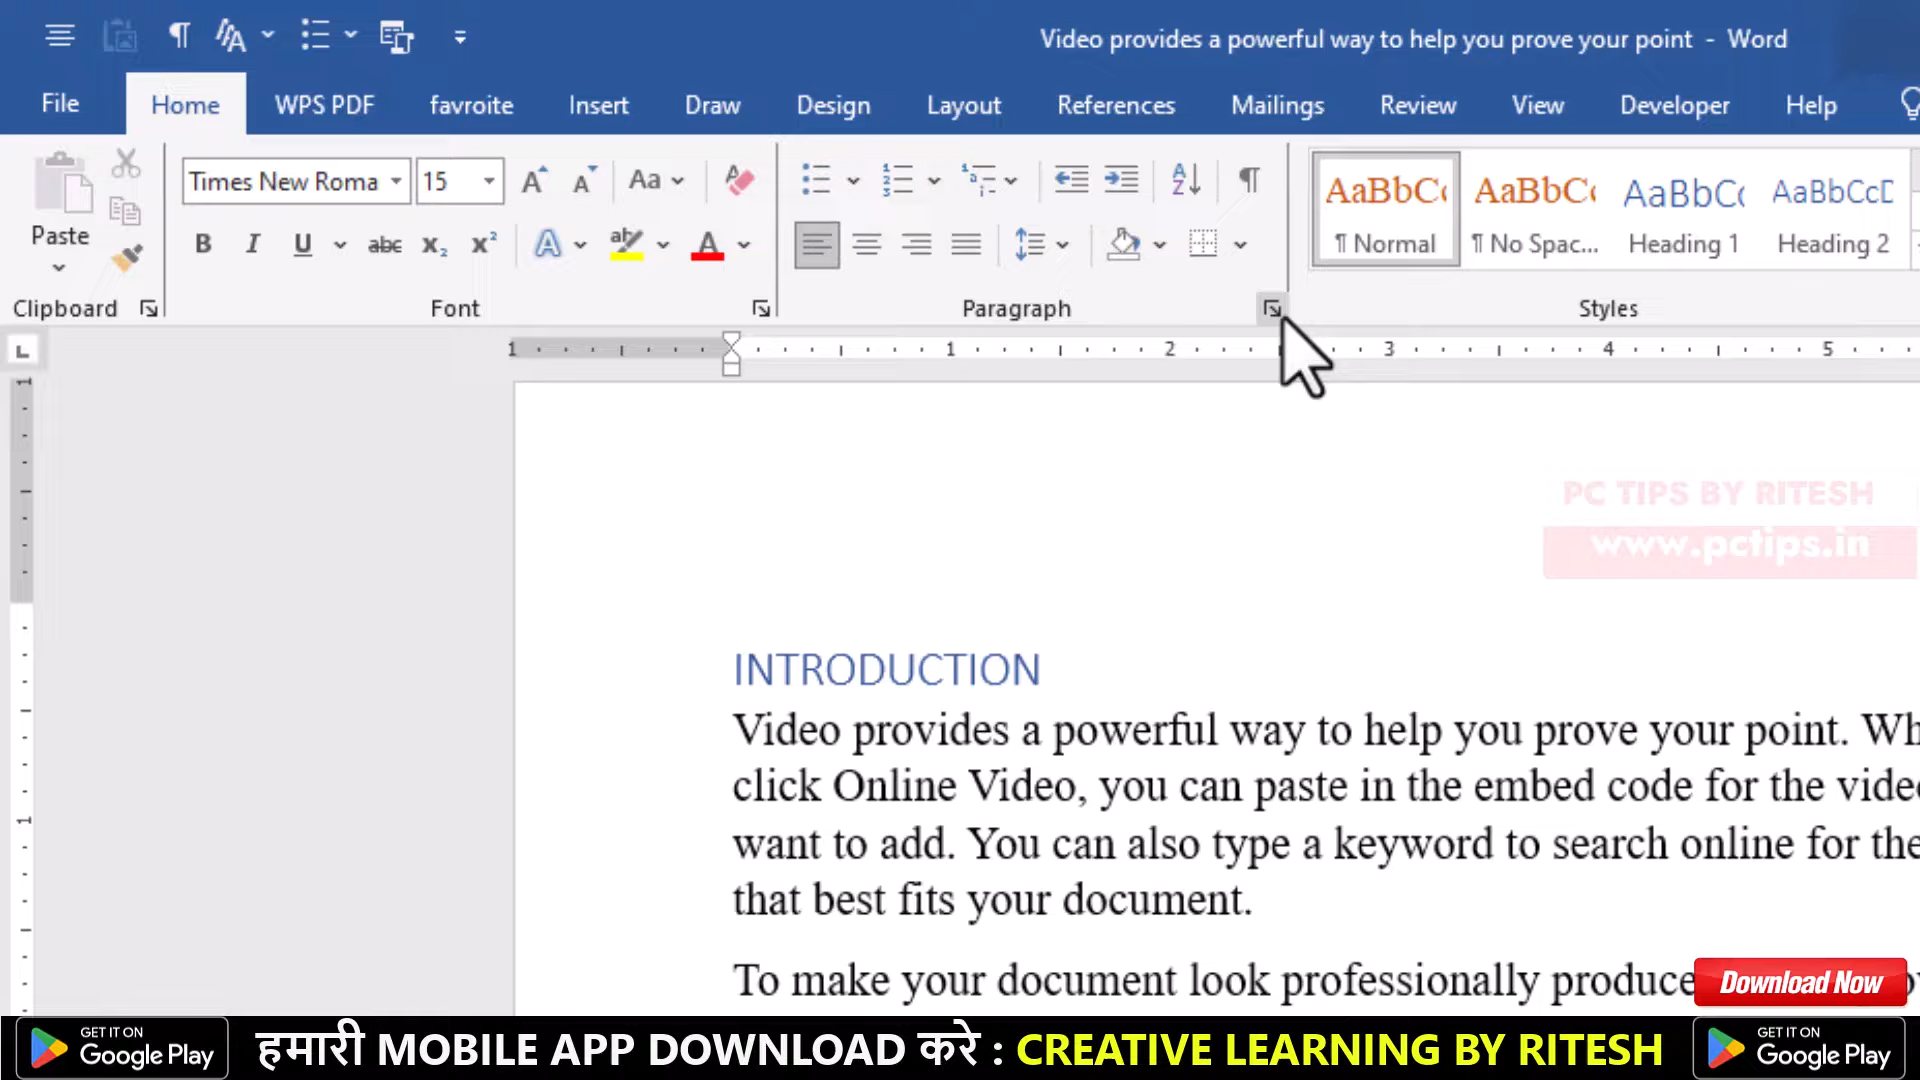 Video provides a powerful way to help you prove your point - Word
File Home WPS PDF favroite Insert Draw Design Layout References Mailings Review View Developer Help
Times New Roma 15 Aa
AaBbCc AaBbCc AaBbCc AaBbCcD
Paste B I U abc x₂ x² A A
¶ Normal ¶ No Spac... Heading 1 Heading 2
Clipboard Font Paragraph Styles
1 1 2 3 4 5
PC TIPS BY RITESH
www.pctips.in
INTRODUCTION
Video provides a powerful way to help you prove your point. Wh
click Online Video, you can paste in the embed code for the vide
want to add. You can also type a keyword to search online for the
that best fits your document.
To make your document look professionally produce
Download Now
GET IT ON Google Play
हमारी MOBILE APP DOWNLOAD करे : CREATIVE LEARNING BY RITESH
GET IT ON Google Play